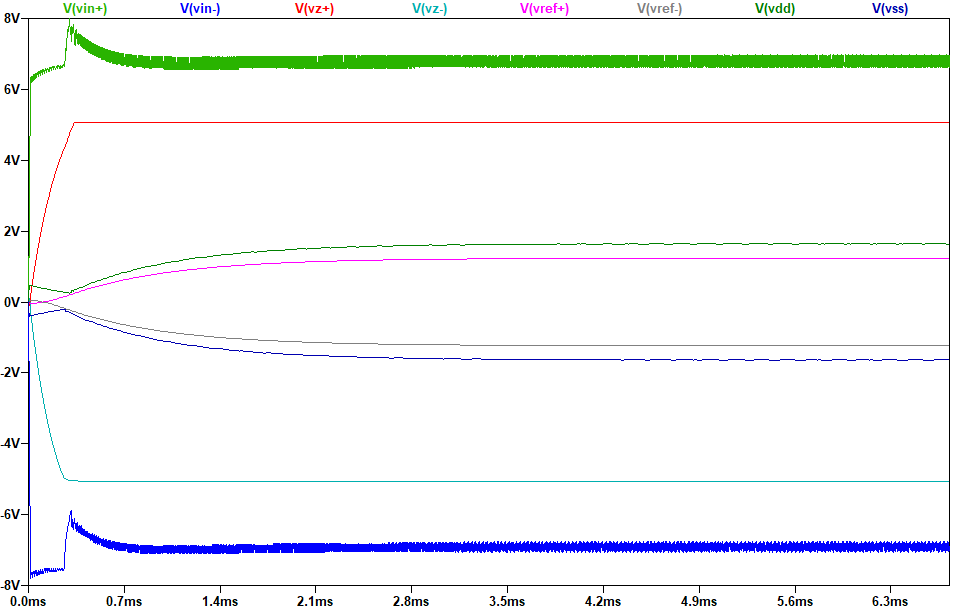 V(vin+) V(vin-) V(vz+) V(vz-) V(vref+) V(vref-) V(vdd) V(vss)
8V
6V
4V
2V
0V
-2V
-4V
-6V
-8V
0.0ms 0.7ms 1.4ms 2.1ms 2.8ms 3.5ms 4.2ms 4.9ms 5.6ms 6.3ms